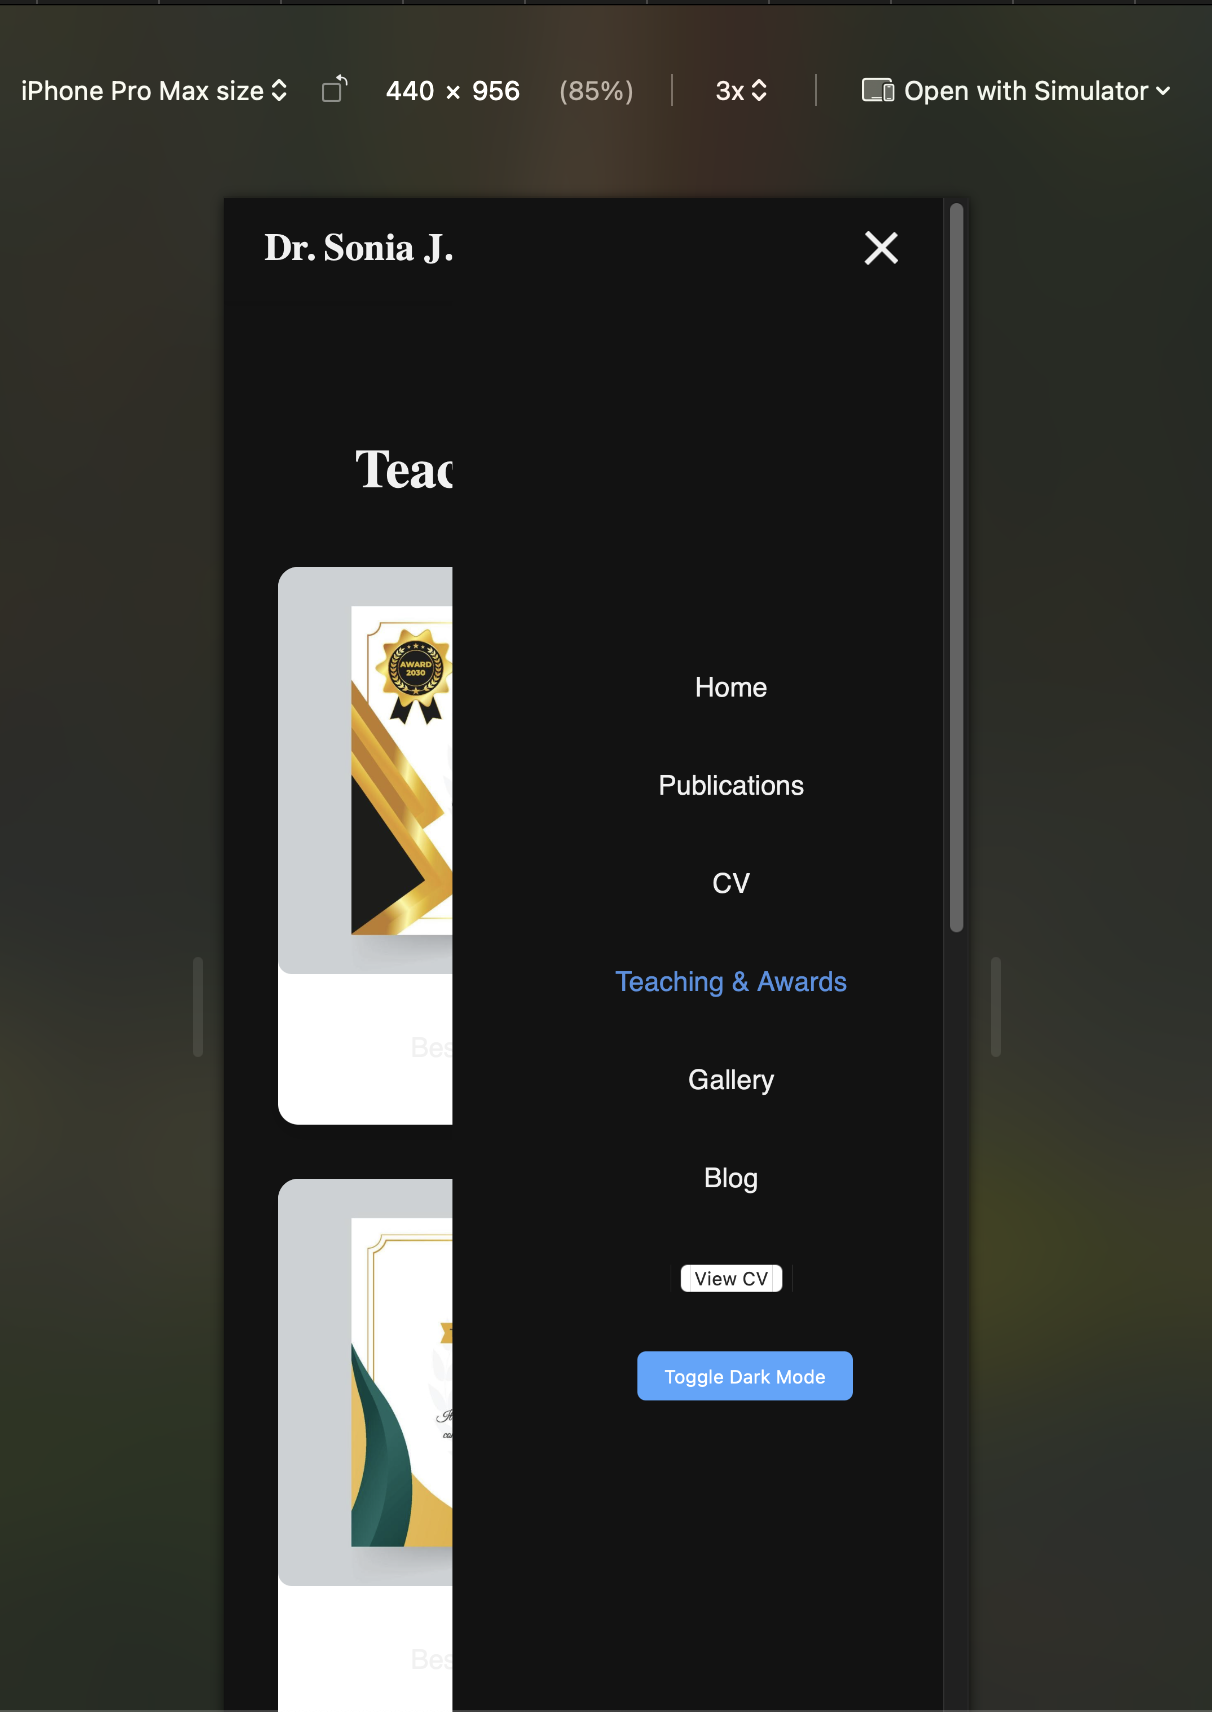 iPhone Pro Max size 440 × 956 (85%) 3x Open with Simulator
Dr. Sonia J.
Teac
AWARD
2030
Home
Publications
CV
Teaching & Awards
Bes
Gallery
Blog
View CV
Toggle Dark Mode
Bes